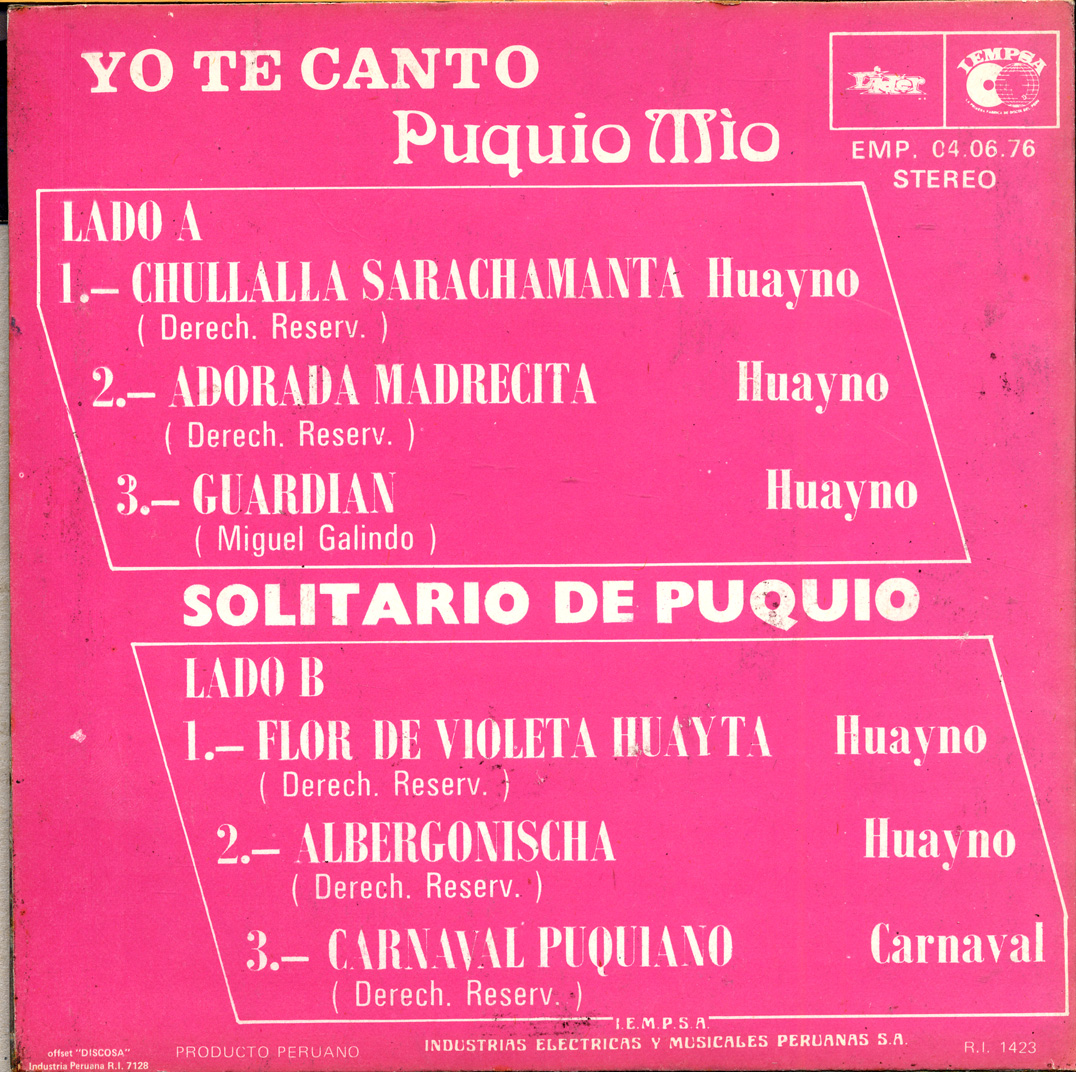 YO TE CANTO
Puquio Mìo
Lider
IEMPSA
EMP. 04.06.76
STEREO
LADO A
1.– CHULLALLA SARACHAMANTA Huayno
( Derech. Reserv. )
2.– ADORADA MADRECITA Huayno
( Derech. Reserv. )
3.– GUARDIAN Huayno
( Miguel Galindo )
SOLITARIO DE PUQUIO
LADO B
1.– FLOR DE VIOLETA HUAYTA Huayno
( Derech. Reserv. )
2.– ALBERGONISCHA Huayno
( Derech. Reserv. )
3.– CARNAVAL PUQUIANO Carnaval
( Derech. Reserv. )
I.E.M.P.S.A.
INDUSTRIAS ELECTRICAS Y MUSICALES PERUANAS S.A.
offset "DISCOSA"
Industria Peruana R.I. 7128
PRODUCTO PERUANO
R.I. 1423